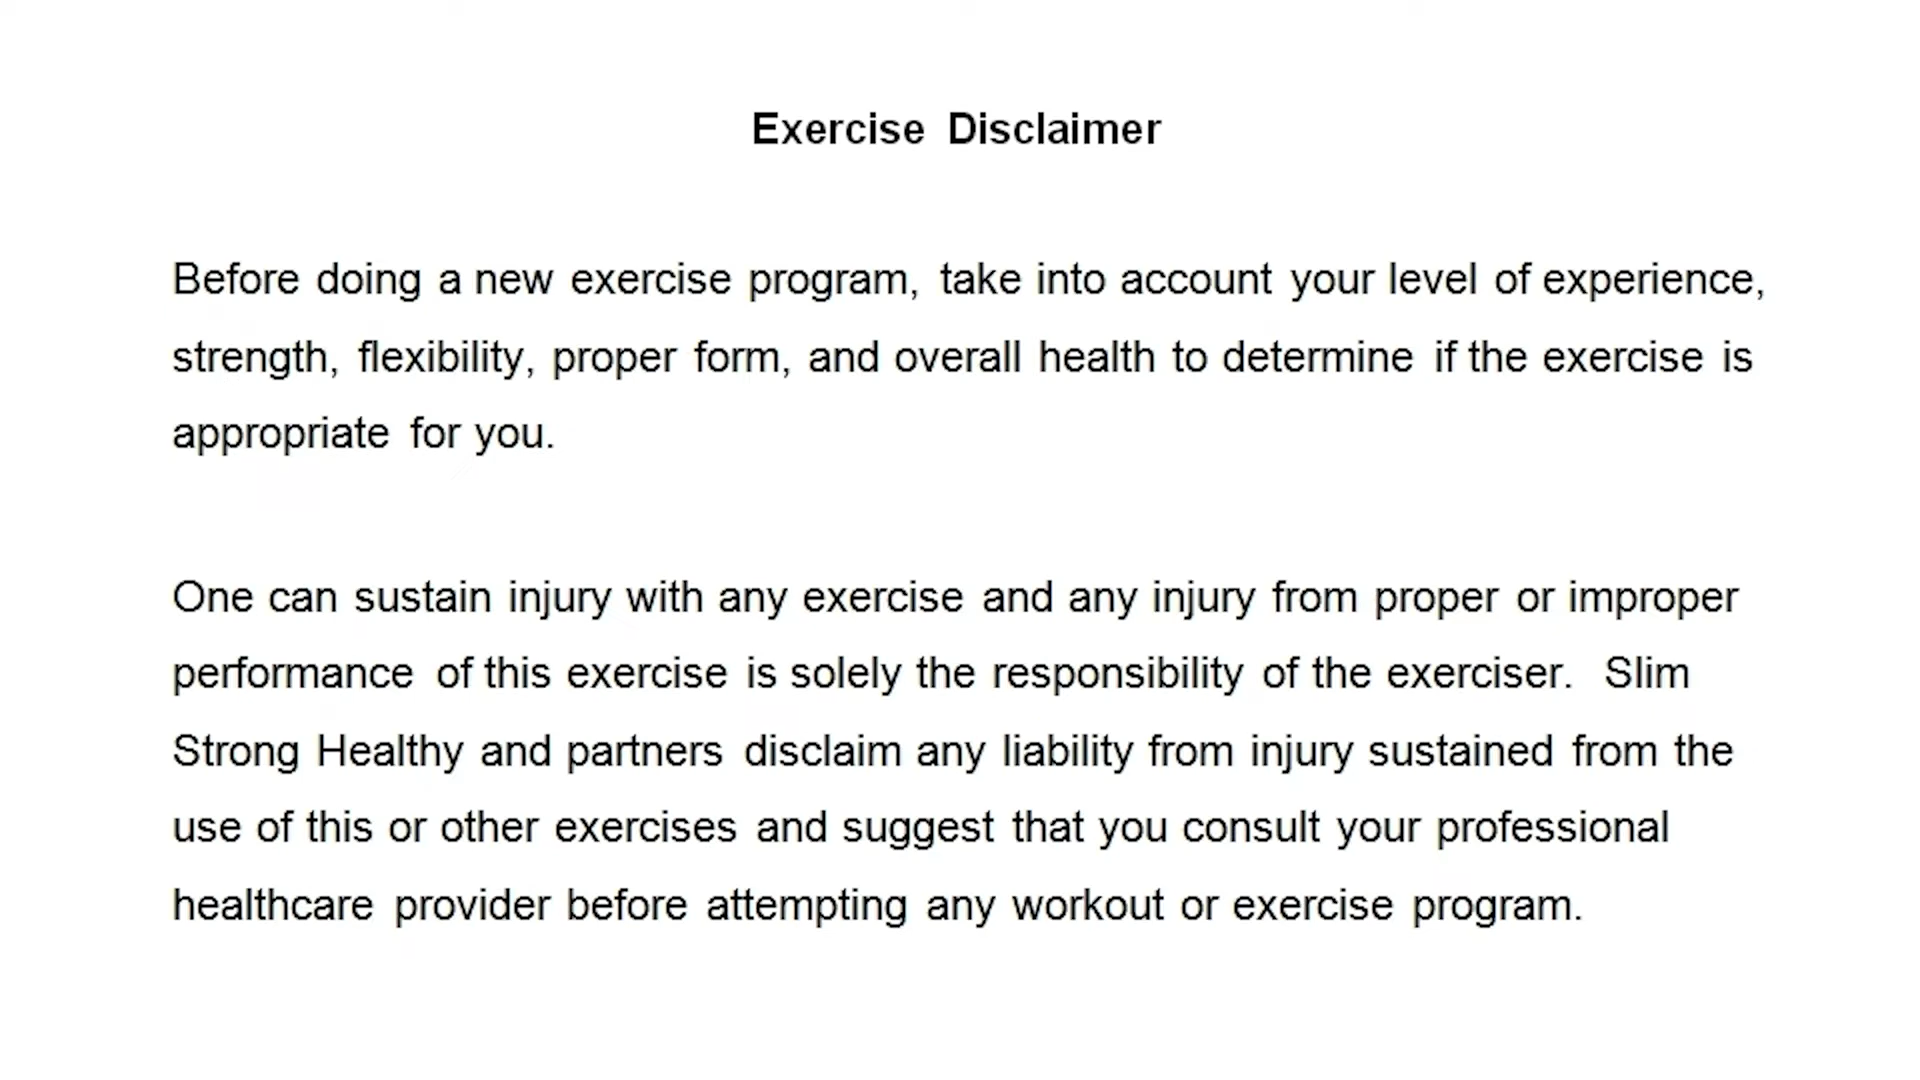 Exercise Disclaimer
Before doing a new exercise program, take into account your level of experience,
strength, flexibility, proper form, and overall health to determine if the exercise is
appropriate for you.
One can sustain injury with any exercise and any injury from proper or improper
performance of this exercise is solely the responsibility of the exerciser. Slim
Strong Healthy and partners disclaim any liability from injury sustained from the
use of this or other exercises and suggest that you consult your professional
healthcare provider before attempting any workout or exercise program.